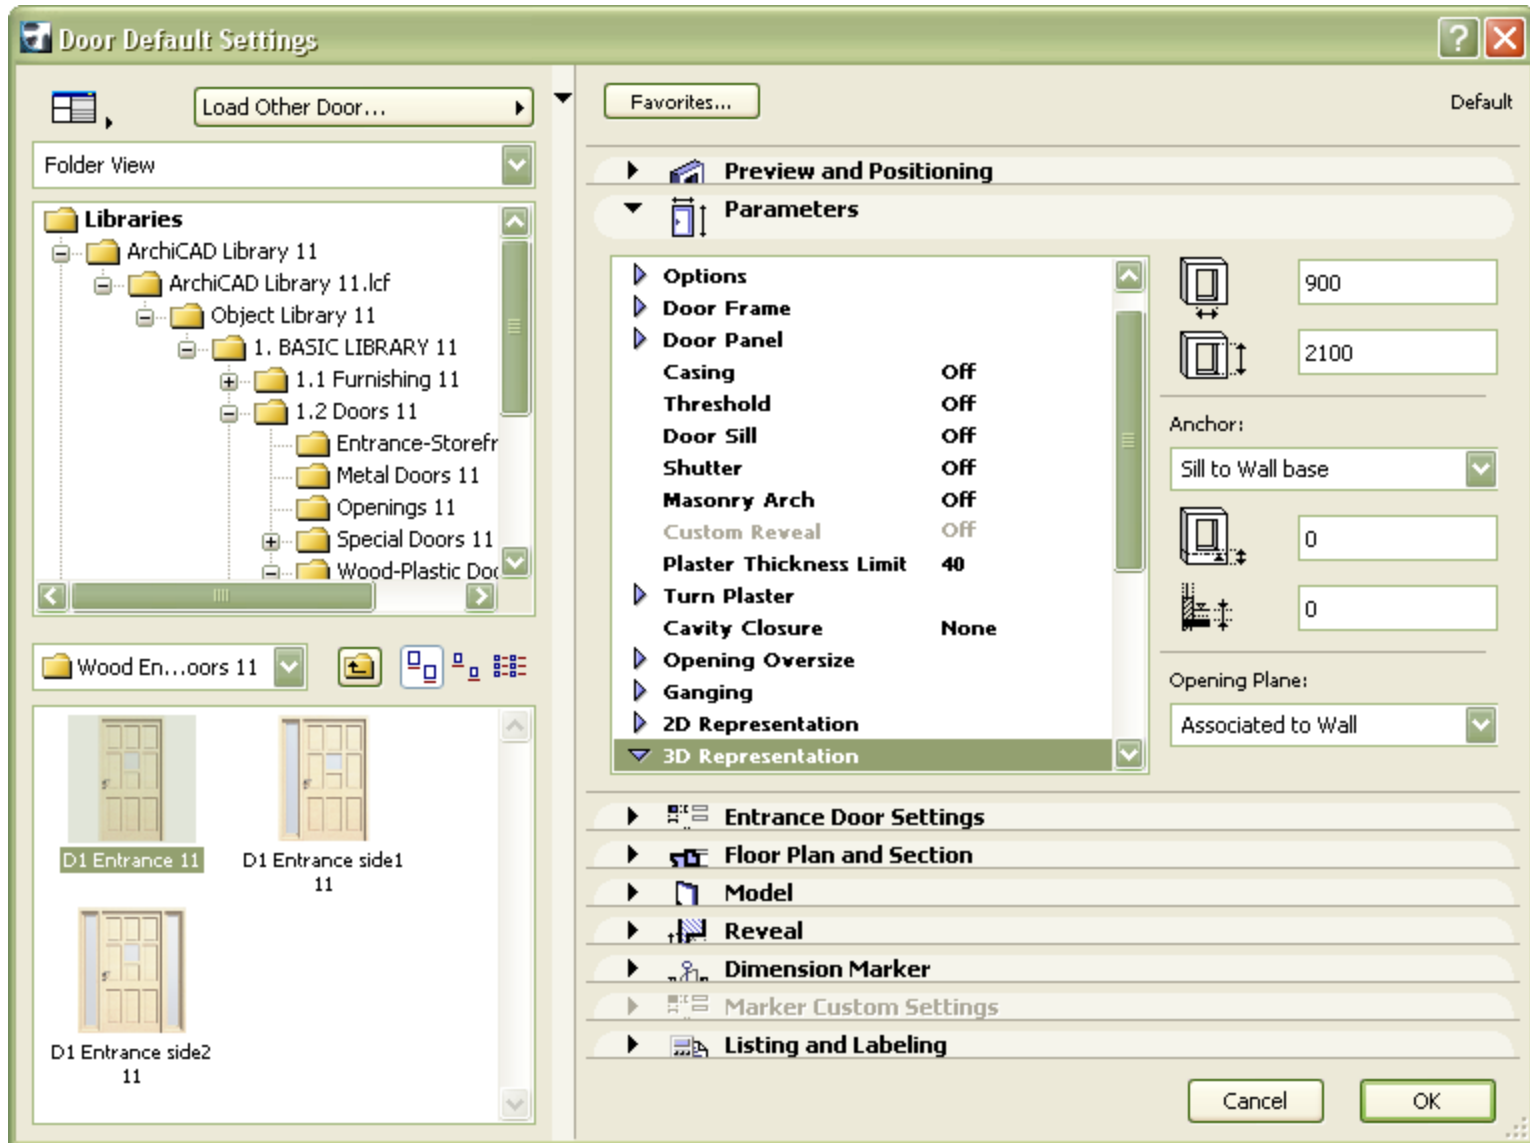 Door Default Settings
Load Other Door...
Folder View
Libraries
ArchiCAD Library 11
ArchiCAD Library 11.lcf
Object Library 11
1. BASIC LIBRARY 11
1.1 Furnishing 11
1.2 Doors 11
Entrance-Storefr
Metal Doors 11
Openings 11
Special Doors 11
Wood-Plastic Doo
Wood En...oors 11
D1 Entrance 11
D1 Entrance side1
11
D1 Entrance side2
11
Favorites...
Default
Preview and Positioning
Parameters
Options
Door Frame
Door Panel
Casing Off
Threshold Off
Door Sill Off
Shutter Off
Masonry Arch Off
Custom Reveal Off
Plaster Thickness Limit 40
Turn Plaster
Cavity Closure None
Opening Oversize
Ganging
2D Representation
3D Representation
900
2100
Anchor:
Sill to Wall base
0
0
Opening Plane:
Associated to Wall
Entrance Door Settings
Floor Plan and Section
Model
Reveal
Dimension Marker
Marker Custom Settings
Listing and Labeling
Cancel
OK